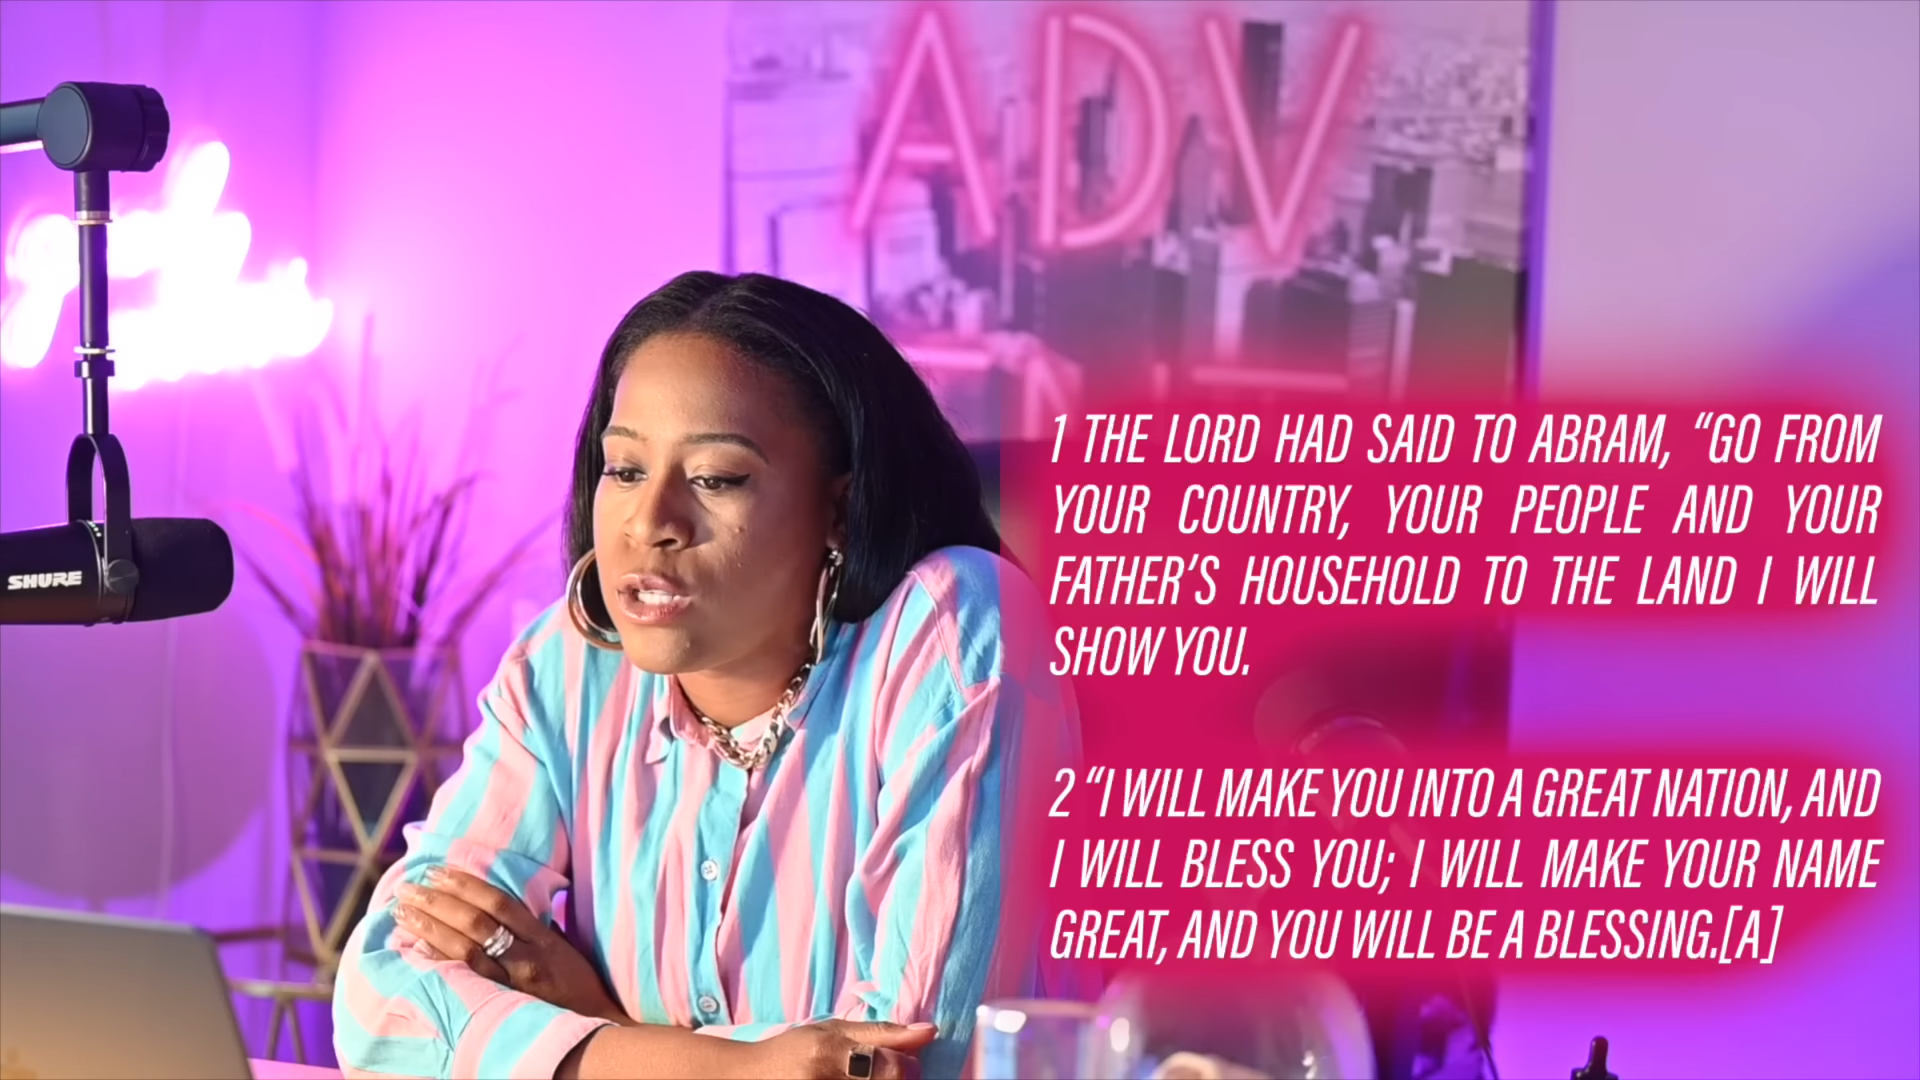 ADV
SHURE
1 THE LORD HAD SAID TO ABRAM, “GO FROM
YOUR COUNTRY, YOUR PEOPLE AND YOUR
FATHER’S HOUSEHOLD TO THE LAND I WILL
SHOW YOU.
2 “I WILL MAKE YOU INTO A GREAT NATION, AND
I WILL BLESS YOU; I WILL MAKE YOUR NAME
GREAT, AND YOU WILL BE A BLESSING.[A]